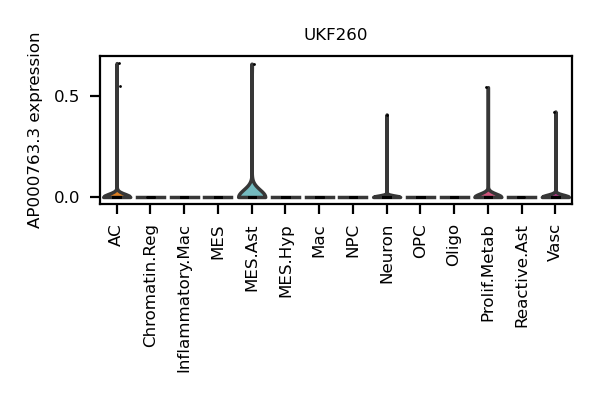 UKF260
AP000763.3 expression
0.5
0.0
AC
Chromatin.Reg
Inflammatory.Mac
MES
MES.Ast
MES.Hyp
Mac
NPC
Neuron
OPC
Oligo
Prolif.Metab
Reactive.Ast
Vasc